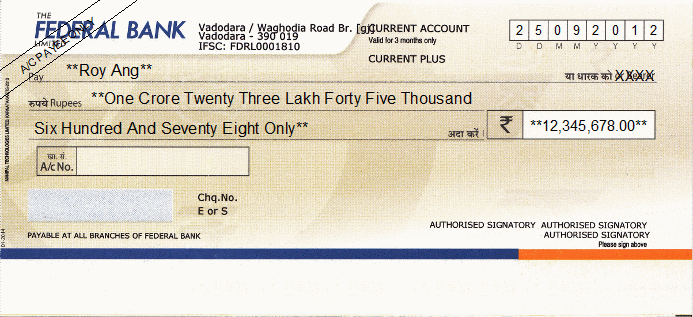 A/C PAYEE ONLY
THE
FEDERAL BANK
LIMITED
Vadodara / Waghodia Road Br. [gj]
Vadodara - 390 019
IFSC: FDRL0001810
CURRENT ACCOUNT
Valid for 3 months only
CURRENT PLUS
2 5 0 9 2 0 1 2
D D M M Y Y Y Y
Pay **Roy Ang** या धारक को XXXX
रुपये Rupees **One Crore Twenty Three Lakh Forty Five Thousand
Six Hundred And Seventy Eight Only** अदा करें ₹ **12,345,678.00**
खा. सं.
A/c No.
Chq.No.
E or S
AUTHORISED SIGNATORY AUTHORISED SIGNATORY
PAYABLE AT ALL BRANCHES OF FEDERAL BANK
AUTHORISED SIGNATORY
Please sign above